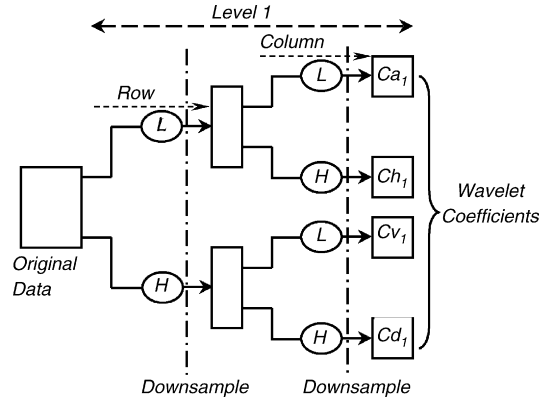 Level 1
Column
Row
L
L
Ca1
H
Ch1
Wavelet
Coefficients
L
Cv1
Original
Data
H
H
Cd1
Downsample
Downsample